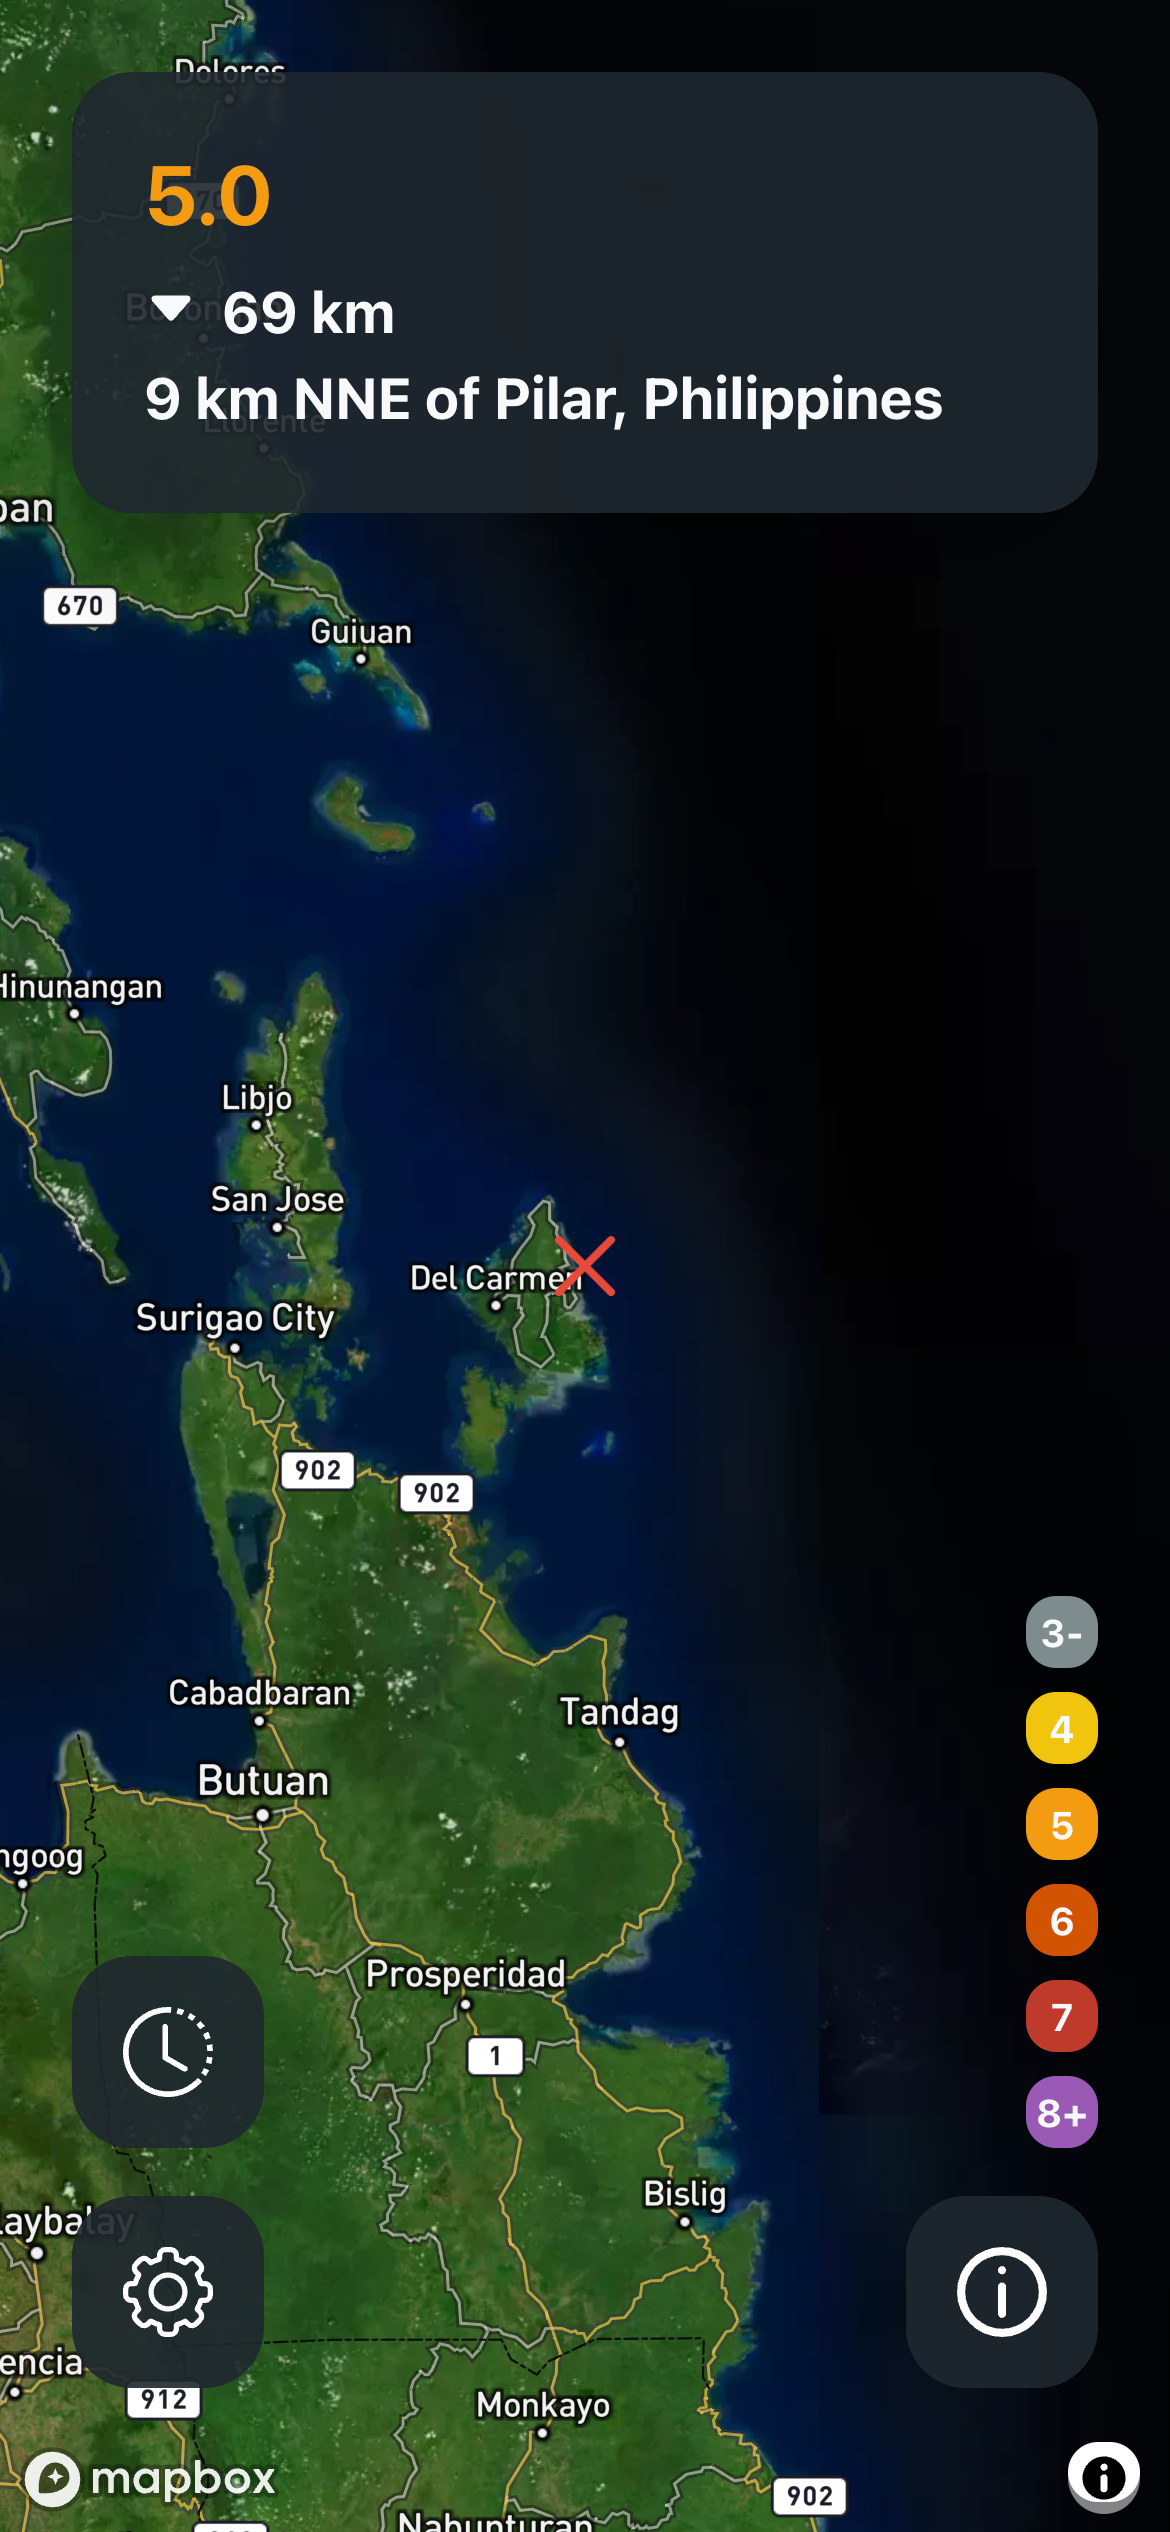 Dolores
5.0
69 km
9 km NNE of Pilar, Philippines
Llorente
670
Guiuan
Hinunangan
Libjo
San Jose
Del Carmen
Surigao City
902
902
3-
Cabadbaran
Tandag
4
Butuan
5
ngoog
6
Prosperidad
7
1
8+
Bislig
laybalay
encia
912
Monkayo
mapbox
902
Nabunturan